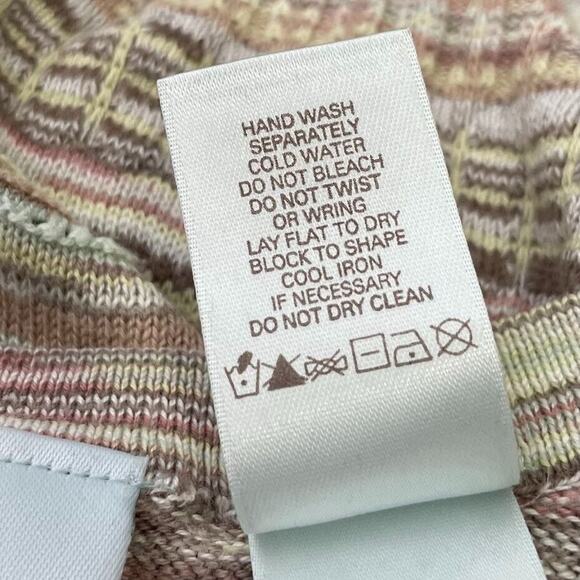 HAND WASH
SEPARATELY
COLD WATER
DO NOT BLEACH
DO NOT TWIST
OR WRING
LAY FLAT TO DRY
BLOCK TO SHAPE
COOL IRON
IF NECESSARY
DO NOT DRY CLEAN